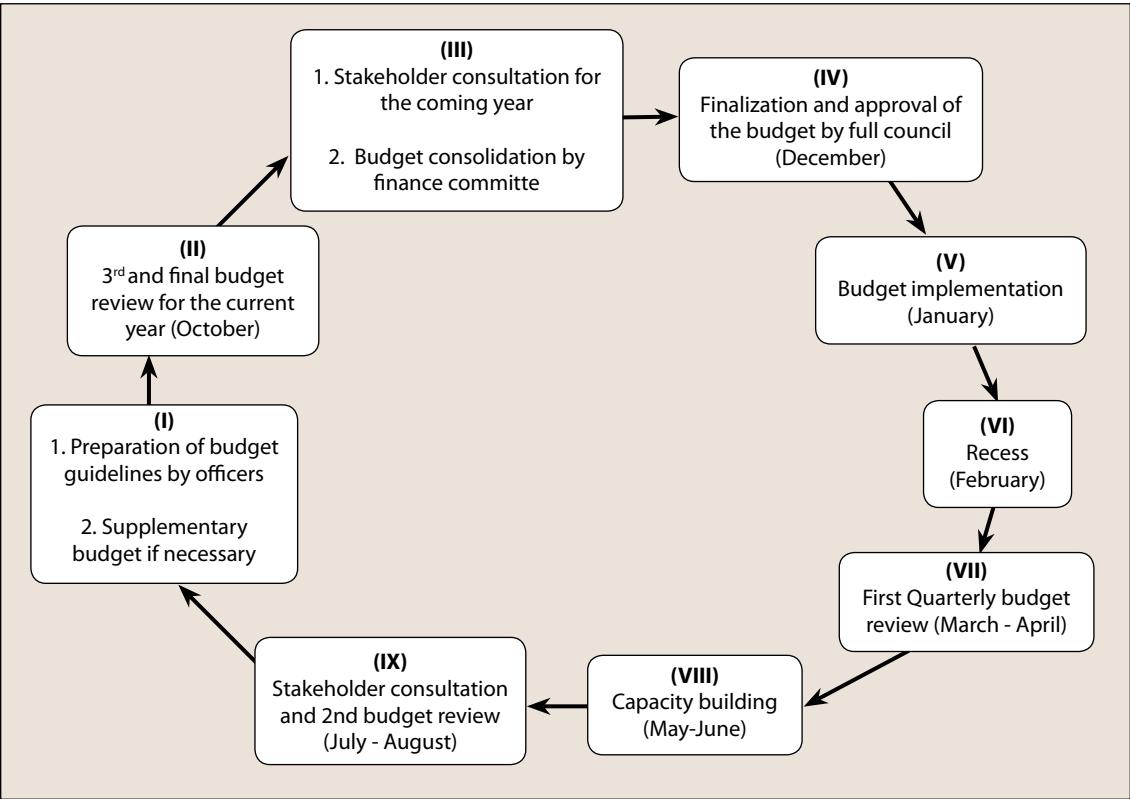 (I)
1. Preparation of budget
guidelines by officers
2. Supplementary
budget if necessary
(II)
3rd and final budget
review for the current
year (October)
(III)
1. Stakeholder consultation for
the coming year
2. Budget consolidation by
finance committe
(IV)
Finalization and approval of
the budget by full council
(December)
(V)
Budget implementation
(January)
(VI)
Recess
(February)
(VII)
First Quarterly budget
review (March - April)
(VIII)
Capacity building
(May-June)
(IX)
Stakeholder consultation
and 2nd budget review
(July - August)